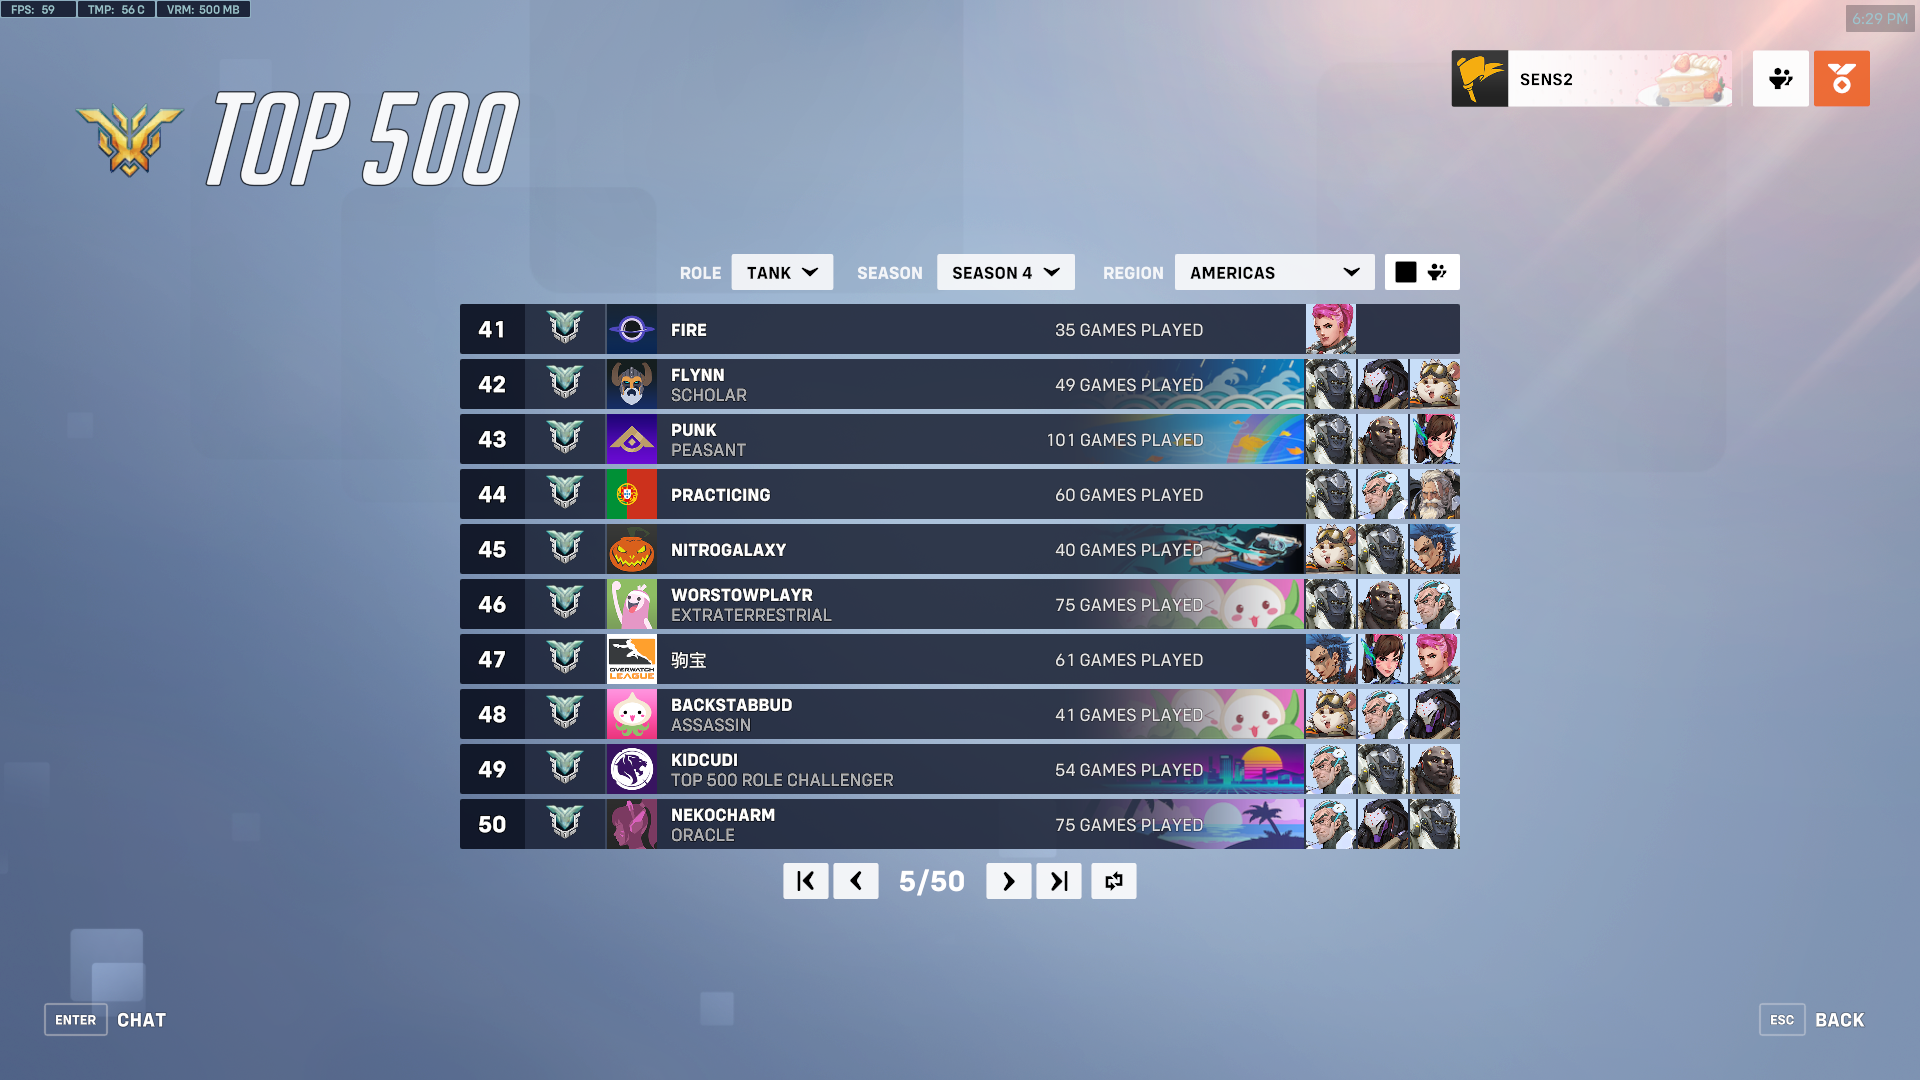 FPS: 59 TMP: 56 C VRM: 500 MB
6:29 PM
TOP 500
SENS2
ROLE TANK SEASON SEASON 4 REGION AMERICAS
41 FIRE 35 GAMES PLAYED
42 FLYNN 49 GAMES PLAYED
SCHOLAR
43 PUNK 101 GAMES PLAYED
PEASANT
44 PRACTICING 60 GAMES PLAYED
45 NITROGALAXY 40 GAMES PLAYED
46 WORSTOWPLAYR 75 GAMES PLAYED
EXTRATERRESTRIAL
OVERWATCH
LEAGUE
47 驹宝 61 GAMES PLAYED
48 BACKSTABBUD 41 GAMES PLAYED
ASSASSIN
49 KIDCUDI 54 GAMES PLAYED
TOP 500 ROLE CHALLENGER
50 NEKOCHARM 75 GAMES PLAYED
ORACLE
5/50
ENTER CHAT
ESC BACK